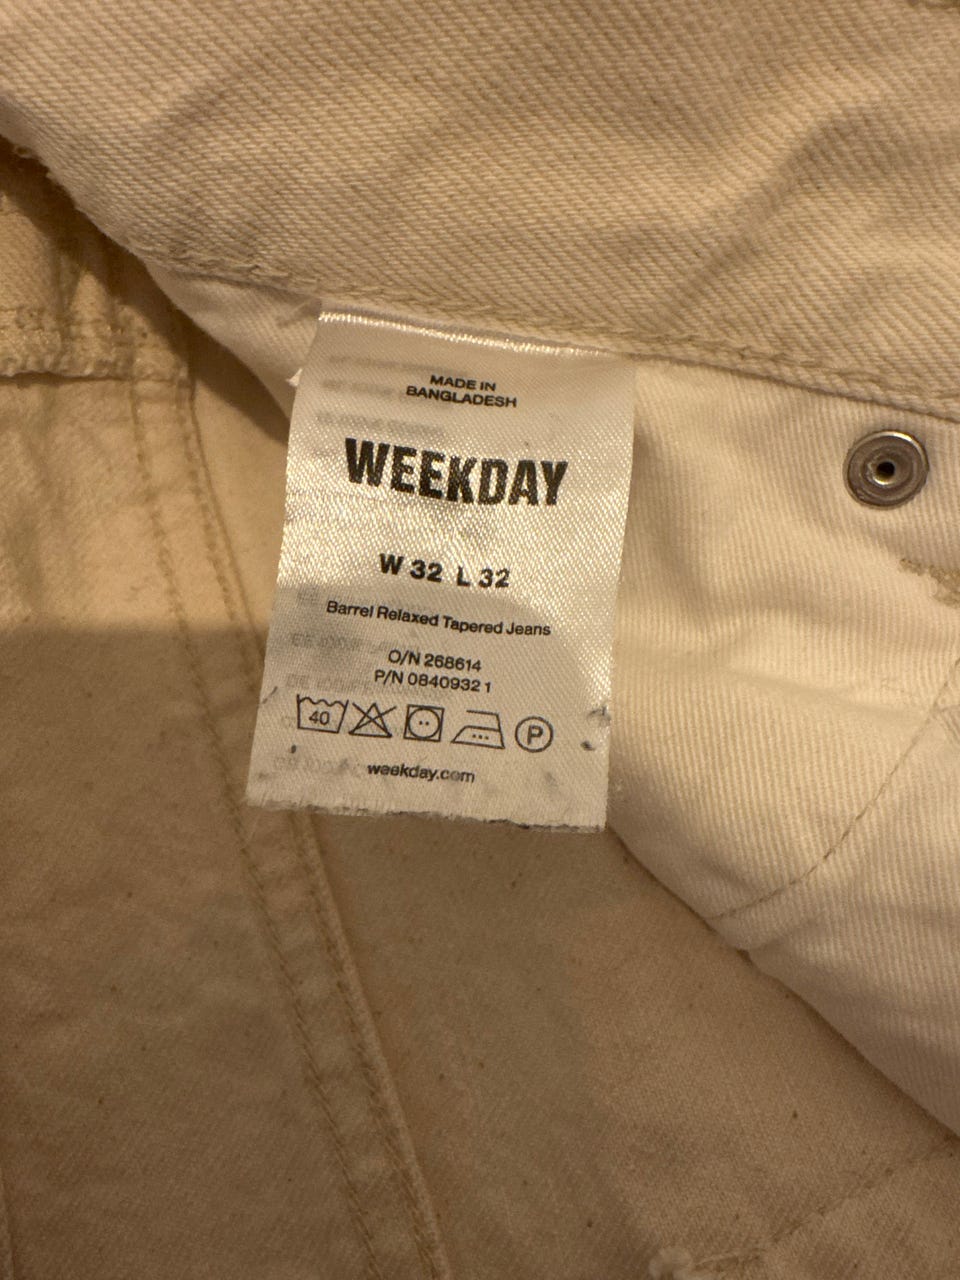 MADE IN
BANGLADESH
WEEKDAY
W 32 L 32
Barrel Relaxed Tapered Jeans
O/N 268614
P/N 08409321
40
P
weekday.com